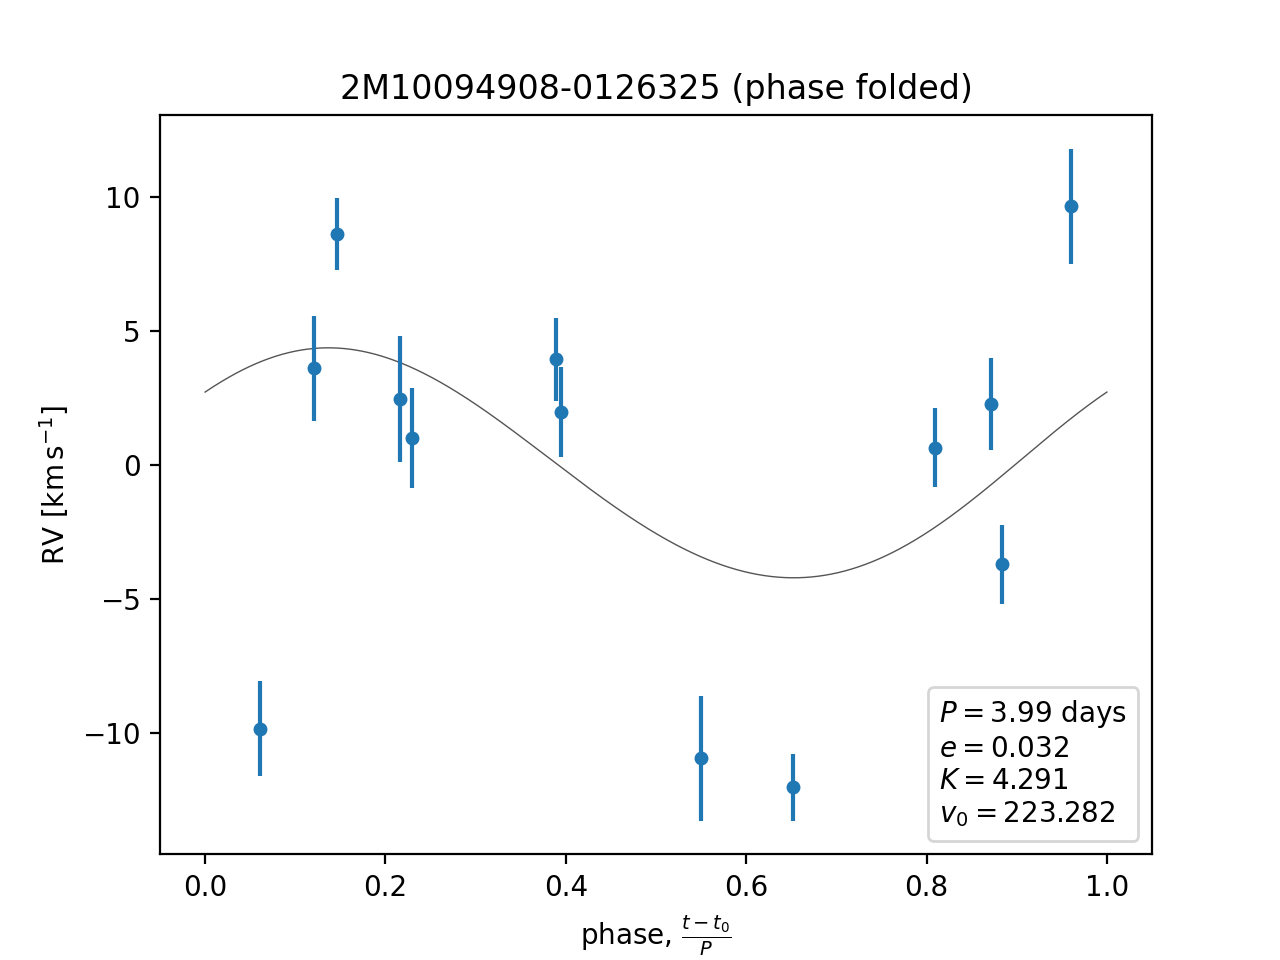 2M10094908-0126325 (phase folded)
10
5
0
−5
−10
RV [km s⁻¹]
0.0 0.2 0.4 0.6 0.8 1.0
phase, (t − t₀)/P
P = 3.99 days
e = 0.032
K = 4.291
v₀ = 223.282